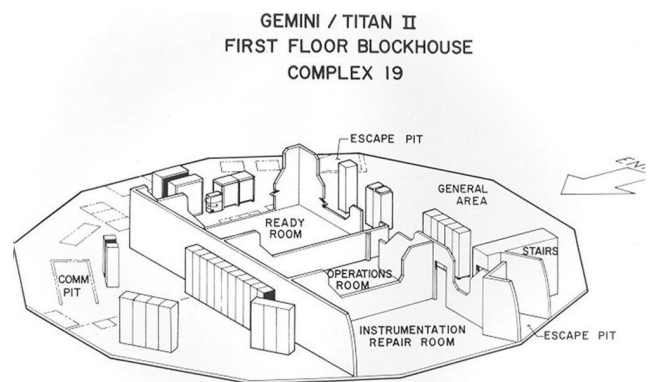 GEMINI / TITAN II
FIRST FLOOR BLOCKHOUSE
COMPLEX 19
ESCAPE PIT
GENERAL
AREA
READY
ROOM
STAIRS
COMM
PIT
OPERATIONS
ROOM
INSTRUMENTATION
REPAIR ROOM
ESCAPE PIT